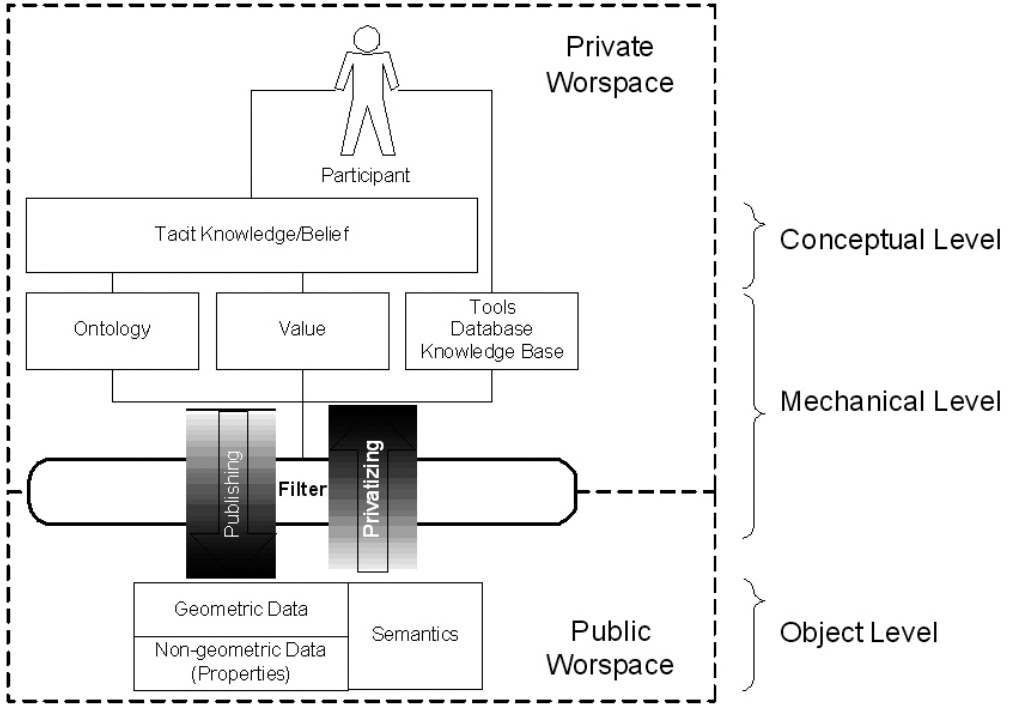 Private
Worspace
Participant
Tacit Knowledge/Belief
Conceptual Level
Ontology
Value
Tools
Database
Knowledge Base
Mechanical Level
Publishing
Filter
Privatizing
Geometric Data
Non-geometric Data
(Properties)
Semantics
Public
Worspace
Object Level